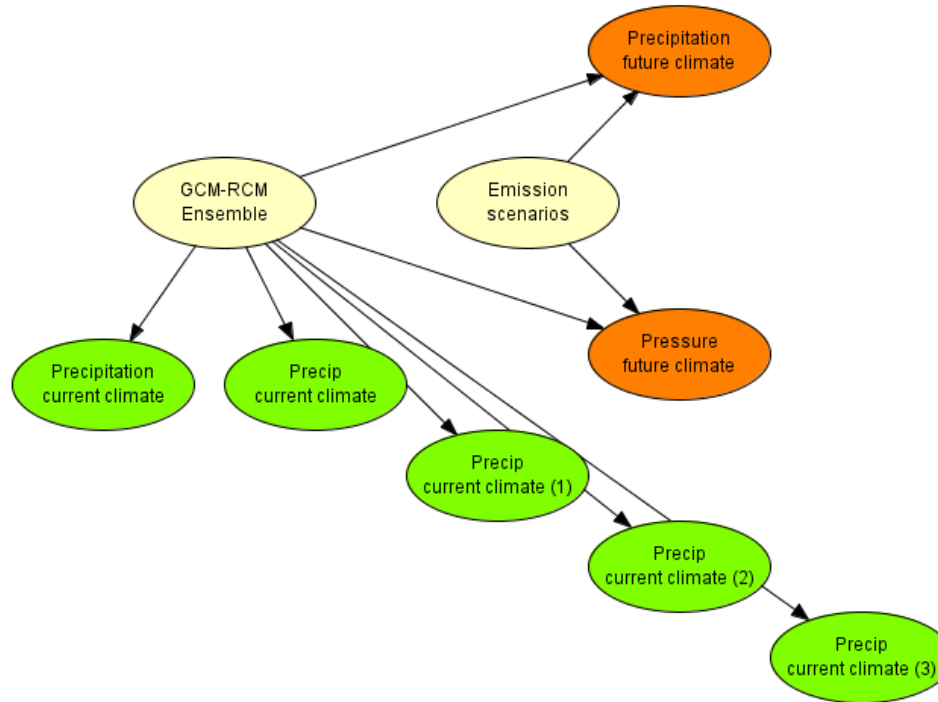 Precipitation
future climate
GCM-RCM
Ensemble
Emission
scenarios
Precipitation
current climate
Precip
current climate
Pressure
future climate
Precip
current climate (1)
Precip
current climate (2)
Precip
current climate (3)